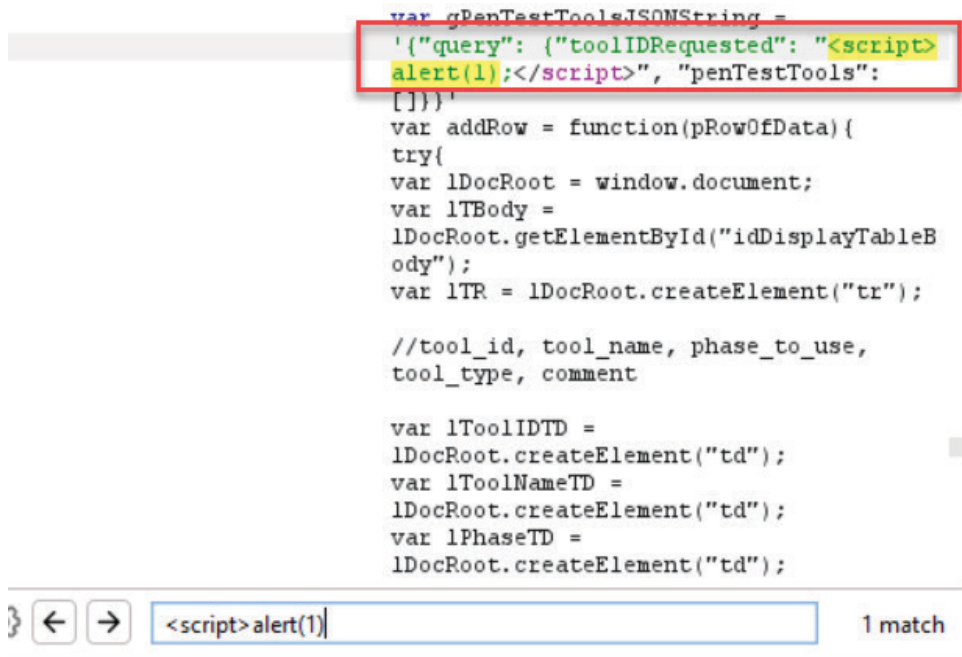 var gPenTestToolsJSONString =
'{"query": {"toolIDRequested": "<script>
alert(1);</script>", "penTestTools":
[]}}'
var addRow = function(pRowOfData){
try{
var lDocRoot = window.document;
var lTBody =
lDocRoot.getElementById("idDisplayTableB
ody");
var lTR = lDocRoot.createElement("tr");
//tool_id, tool_name, phase_to_use,
tool_type, comment
var lToolIDTD =
lDocRoot.createElement("td");
var lToolNameTD =
lDocRoot.createElement("td");
var lPhaseTD =
lDocRoot.createElement("td");
<script>alert(1) 1 match